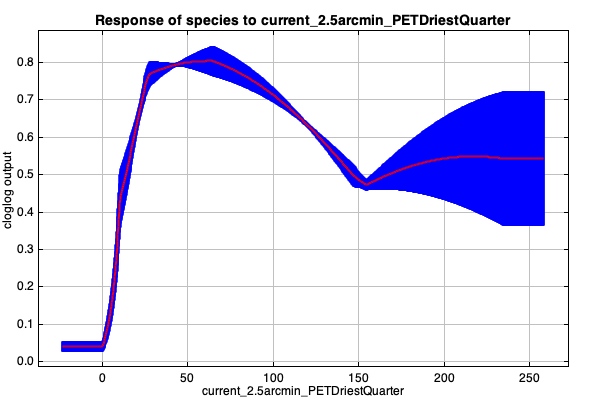 Response of species to current_2.5arcmin_PETDriestQuarter
cloglog output
0.8
0.7
0.6
0.5
0.4
0.3
0.2
0.1
0.0
0 50 100 150 200 250
current_2.5arcmin_PETDriestQuarter